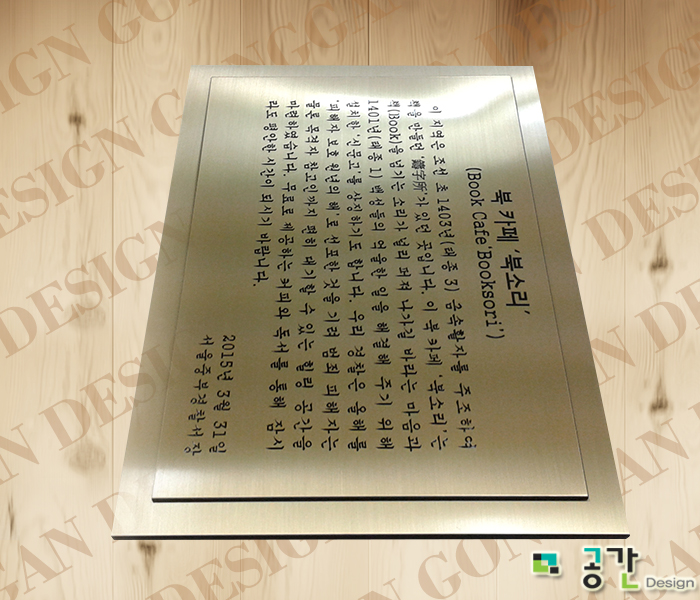 북 카페 '북소리'
(Book Cafe'Booksori')
이 지역은 조선 초 1403년(태종 3) 금속활자를 주조하여
책을 만들던 '鑄字所'가 있던 곳입니다. 이 북 카페 '북소리'는
책(Book)을 넘기는 소리가 널리 퍼져 나가길 바라는 마음과
1401년(태종 1) 백성들의 억울한 일을 해결해 주기 위해
설치한 '신문고'를 상징하기도 합니다. 우리 경찰은 올해를
'피해자 보호 원년의 해'로 선포한 것을 기려 범죄 피해자는
물론 목격자 참고인까지 편히 대기할 수 있는 힐링 공간을
마련하였습니다. 무료로 제공하는 커피와 독서를 통해 잠시
라도 평안한 시간이 되시기 바랍니다.
2015년 3월 31일
서울중부경찰서장
공간 Design
GONGGAN DESIGN